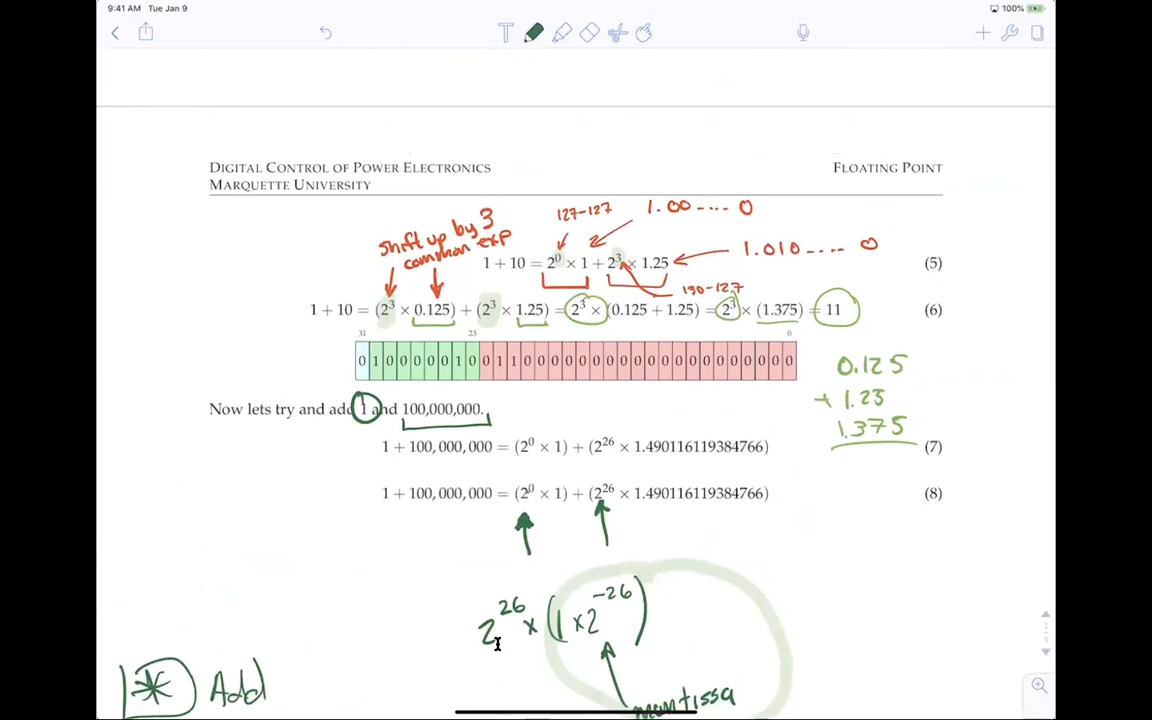 9:41 AM Tue Jan 9
100%
DIGITAL CONTROL OF POWER ELECTRONICS
FLOATING POINT
MARQUETTE UNIVERSITY
127-127
1.00 ---- 0
shift up by 3
common exp
1.010 .... 0
1 + 10 = 2⁰ × 1 + 2³ × 1.25
(5)
130-127
1 + 10 = (2³ × 0.125) + (2³ × 1.25) = 2³ × (0.125 + 1.25) = 2³ × (1.375) = 11
(6)
31 23 0
0 1 0 0 0 0 0 1 0 0 1 1 0 0 0 0 0 0 0 0 0 0 0 0 0 0 0 0 0 0 0 0
0.125
+ 1.25
1.375
Now lets try and add 1 and 100,000,000.
1 + 100,000,000 = (2⁰ × 1) + (2²⁶ × 1.490116119384766)
(7)
1 + 100,000,000 = (2⁰ × 1) + (2²⁶ × 1.490116119384766)
(8)
2²⁶ × (1 × 2⁻²⁶)
* Add
mantissa